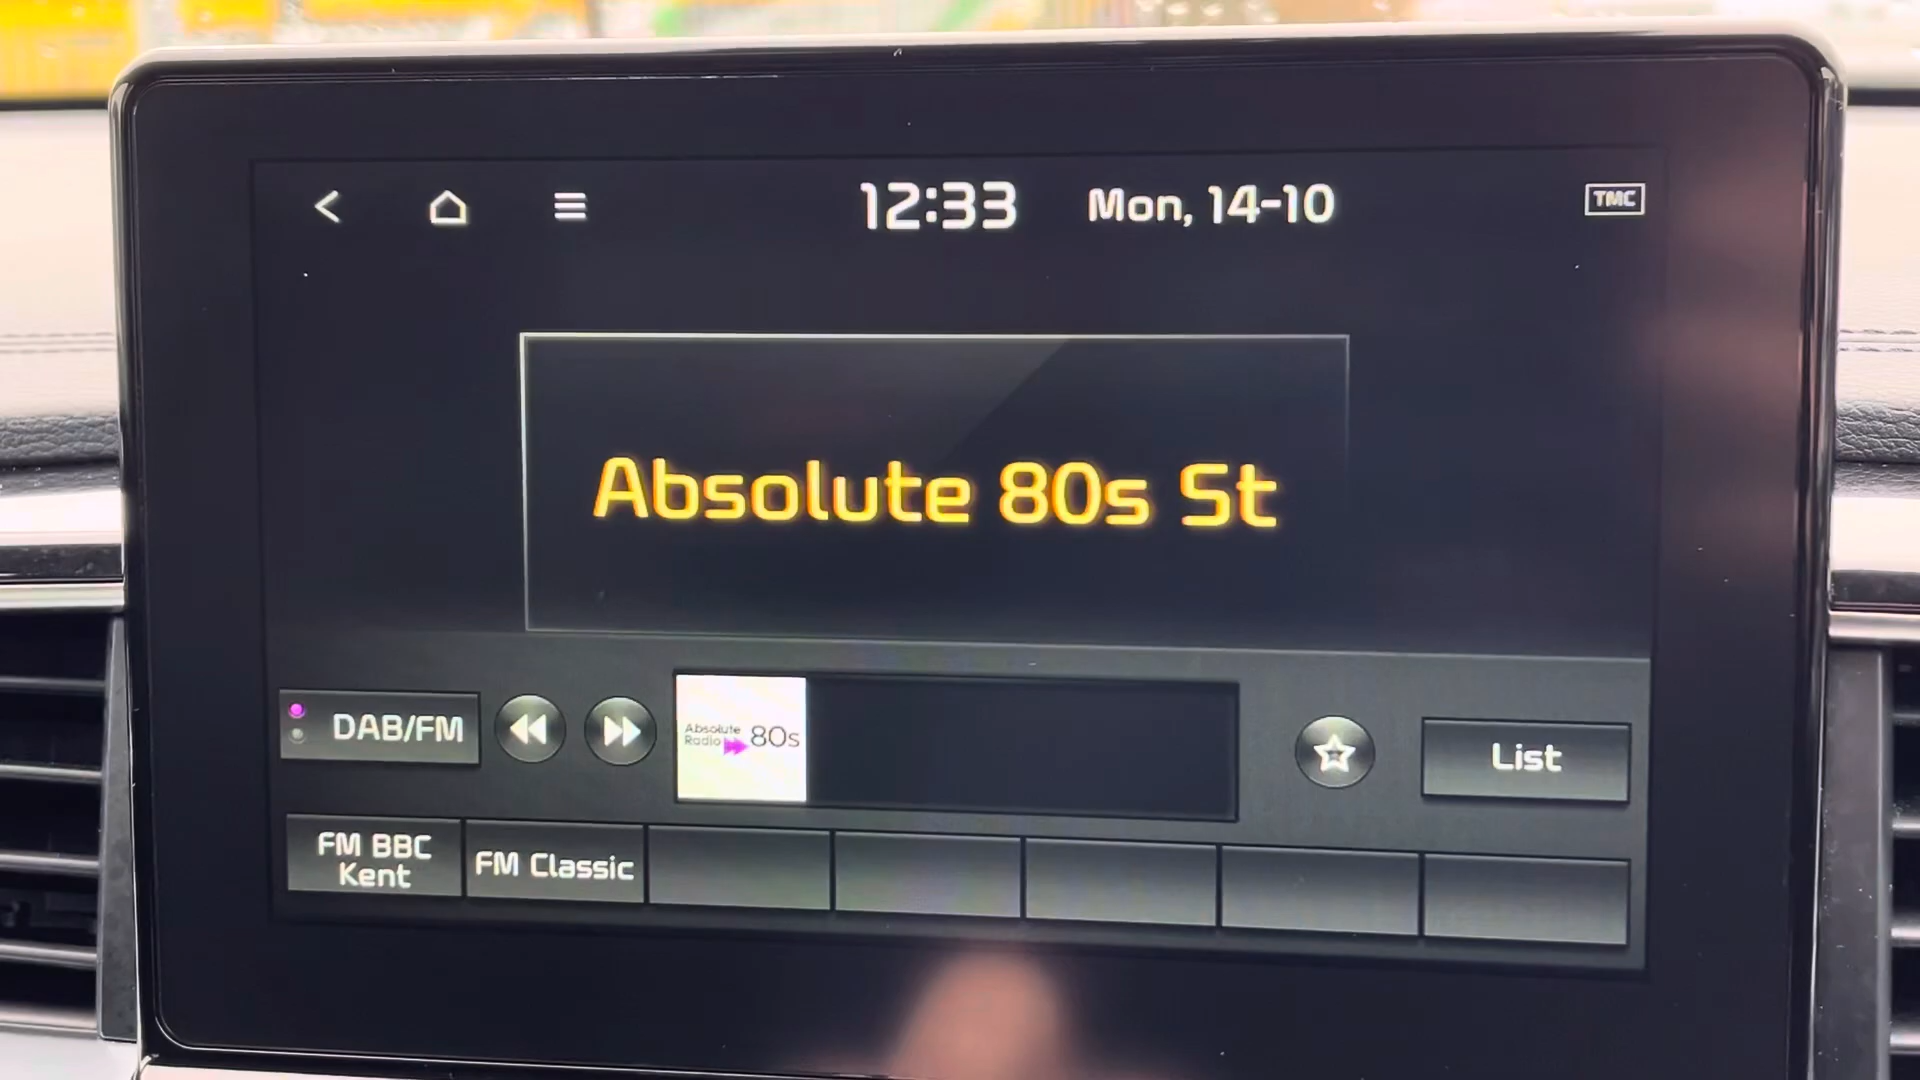 12:33 Mon, 14-10 TMC
Absolute 80s St
DAB/FM
Absolute
Radio 80s
List
FM BBC
Kent
FM Classic